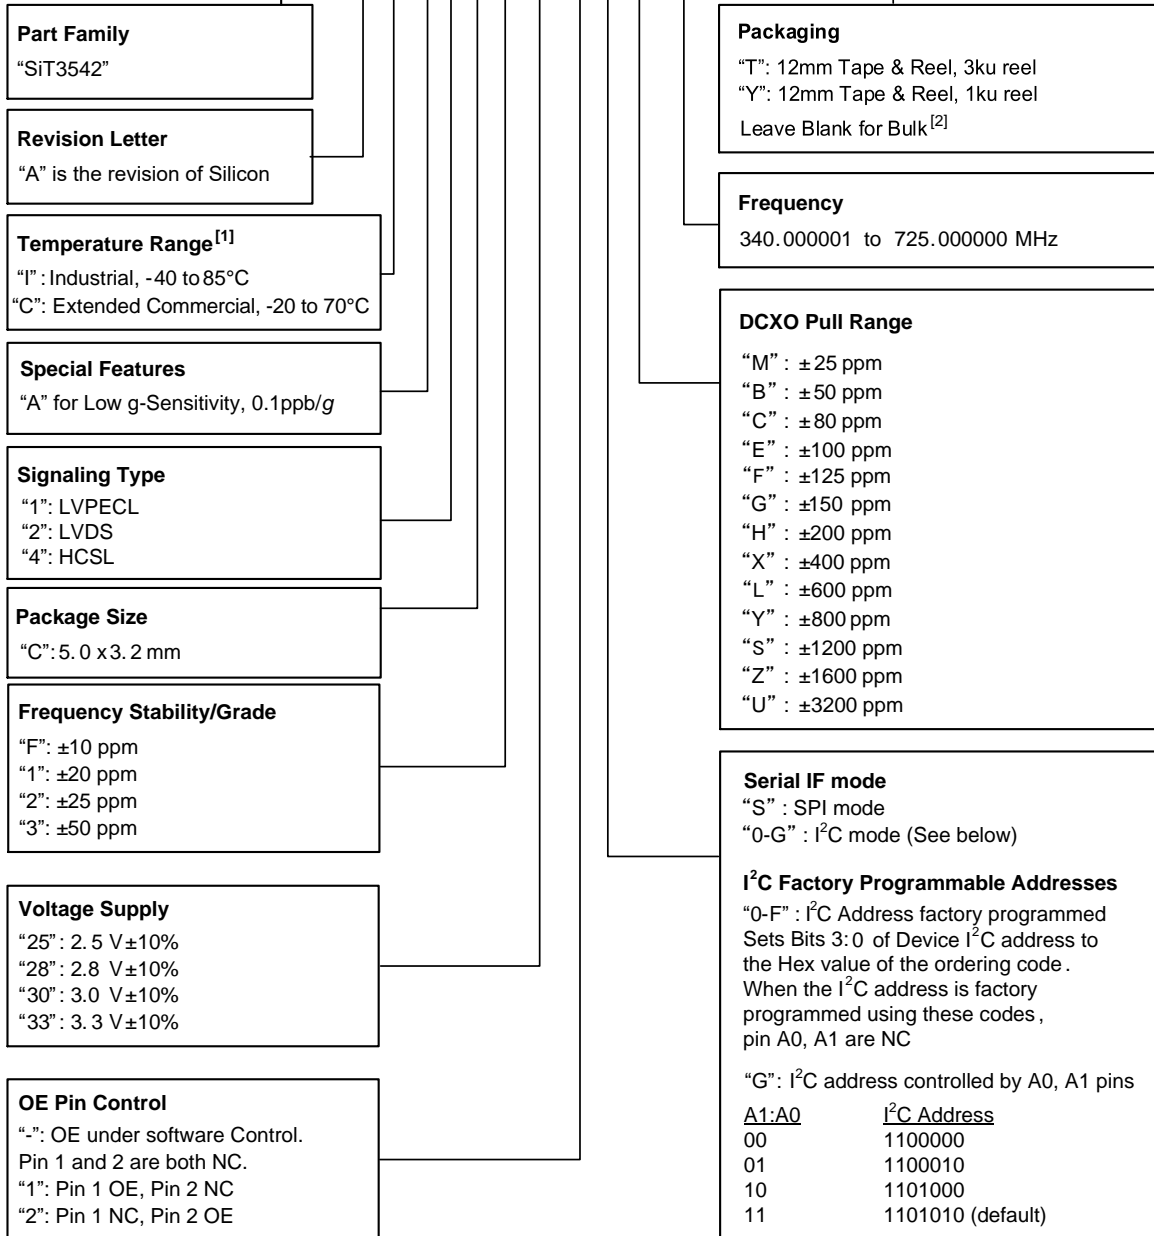 Part Family
“SiT3542”
Revision Letter
“A” is the revision of Silicon
Temperature Range[1]
“I”: Industrial, -40 to 85°C
“C”: Extended Commercial, -20 to 70°C
Special Features
“A” for Low g-Sensitivity, 0.1ppb/g
Signaling Type
“1”: LVPECL
“2”: LVDS
“4”: HCSL
Package Size
“C”: 5.0 x 3.2 mm
Frequency Stability/Grade
“F”: ±10 ppm
“1”: ±20 ppm
“2”: ±25 ppm
“3”: ±50 ppm
Voltage Supply
“25”: 2.5 V±10%
“28”: 2.8 V±10%
“30”: 3.0 V±10%
“33”: 3.3 V±10%
OE Pin Control
“-”: OE under software Control.
Pin 1 and 2 are both NC.
“1”: Pin 1 OE, Pin 2 NC
“2”: Pin 1 NC, Pin 2 OE
Packaging
“T”: 12mm Tape & Reel, 3ku reel
“Y”: 12mm Tape & Reel, 1ku reel
Leave Blank for Bulk[2]
Frequency
340.000001 to 725.000000 MHz
DCXO Pull Range
“M” : ±25 ppm
“B” : ±50 ppm
“C” : ±80 ppm
“E” : ±100 ppm
“F” : ±125 ppm
“G” : ±150 ppm
“H” : ±200 ppm
“X” : ±400 ppm
“L” : ±600 ppm
“Y” : ±800 ppm
“S” : ±1200 ppm
“Z” : ±1600 ppm
“U” : ±3200 ppm
Serial IF mode
“S” : SPI mode
“0-G” : I2C mode (See below)
I2C Factory Programmable Addresses
“0-F” : I2C Address factory programmed
Sets Bits 3:0 of Device I2C address to
the Hex value of the ordering code.
When the I2C address is factory
programmed using these codes,
pin A0, A1 are NC
“G”: I2C address controlled by A0, A1 pins
A1:A0 I2C Address
00 1100000
01 1100010
10 1101000
11 1101010 (default)